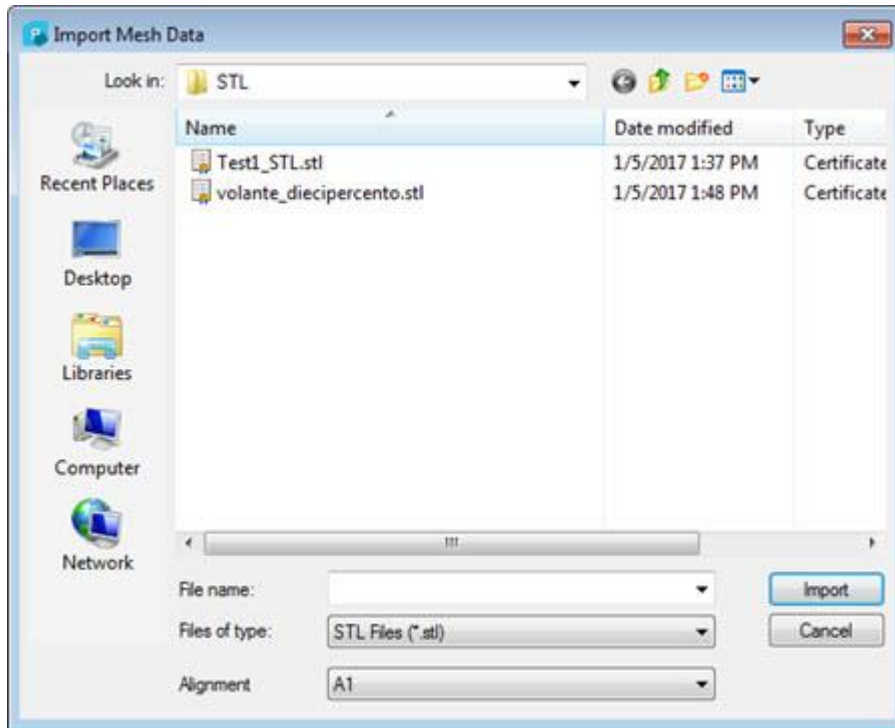 Import Mesh Data
Look in: STL
Name Date modified Type
Test1_STL.stl 1/5/2017 1:37 PM Certificate
volante_diecipercento.stl 1/5/2017 1:48 PM Certificate
Recent Places
Desktop
Libraries
Computer
Network
File name: Import
Files of type: STL Files (*.stl) Cancel
Alignment A1